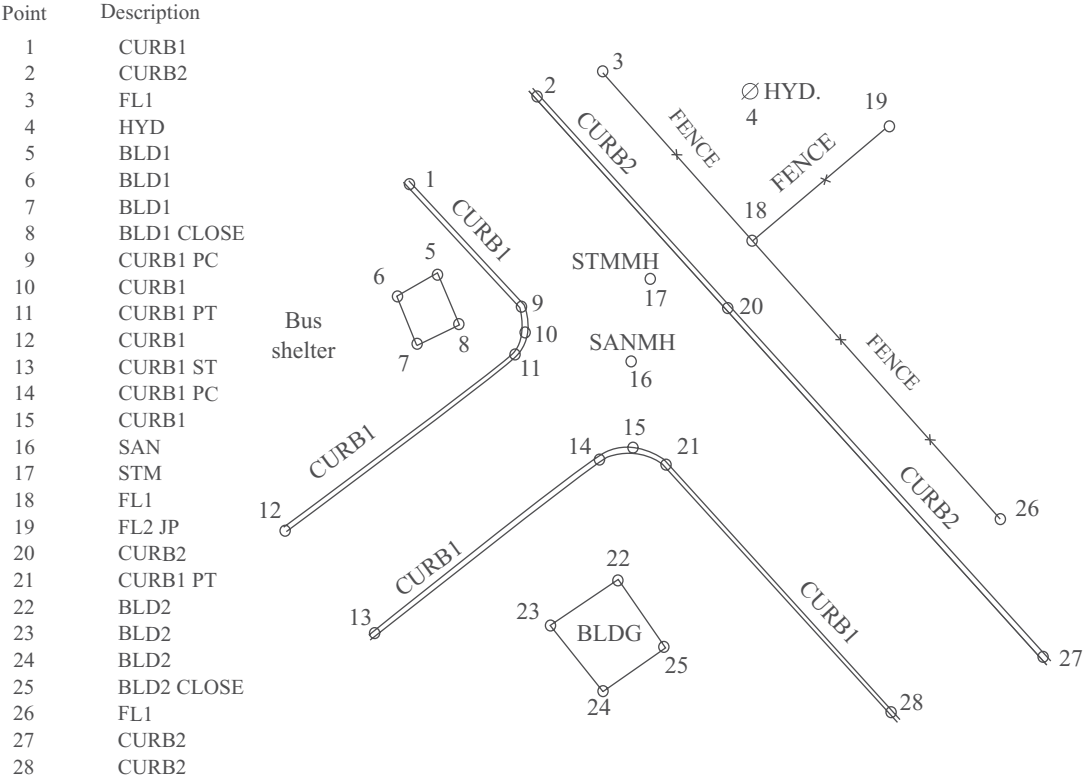 Point Description
1 CURB1
2 CURB2
3 FL1
4 HYD
5 BLD1
6 BLD1
7 BLD1
8 BLD1 CLOSE
9 CURB1 PC
10 CURB1
11 CURB1 PT
12 CURB1
13 CURB1 ST
14 CURB1 PC
15 CURB1
16 SAN
17 STM
18 FL1
19 FL2 JP
20 CURB2
21 CURB1 PT
22 BLD2
23 BLD2
24 BLD2
25 BLD2 CLOSE
26 FL1
27 CURB2
28 CURB2
3
2
HYD.
4
19
FENCE
CURB2
FENCE
1
18
CURB1
5
6
STMMH
17
9
20
Bus
shelter
10
8
7
11
SANMH
16
FENCE
CURB1
15
14
21
12
CURB2
26
CURB1
22
13
23
BLDG
CURB1
25
27
24
28